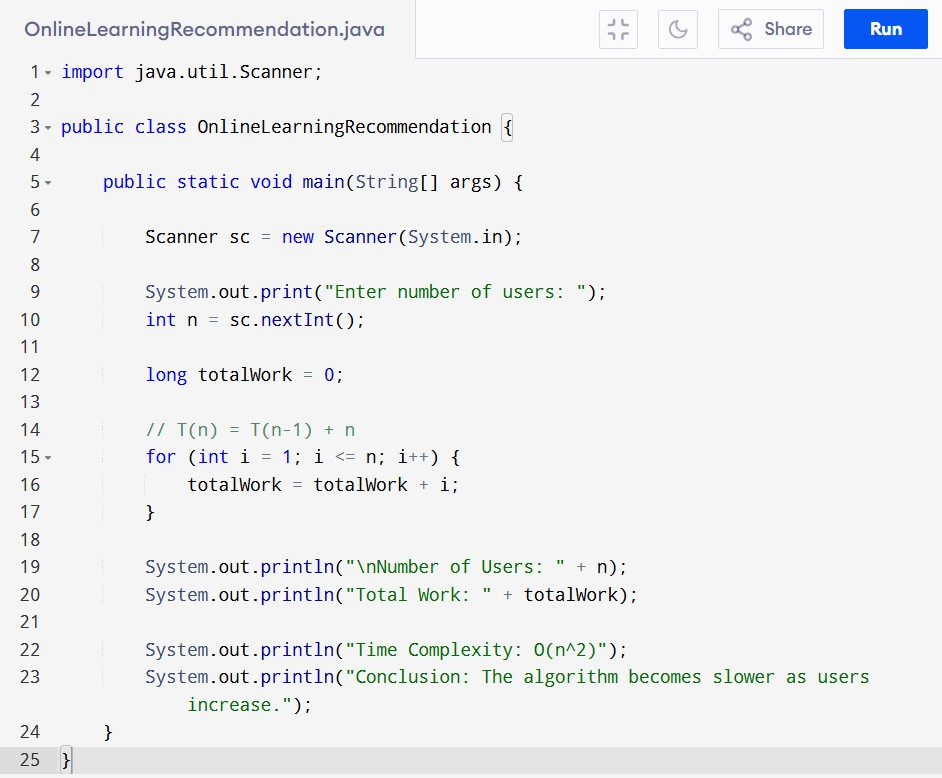 OnlineLearningRecommendation.java
Share
Run
1 import java.util.Scanner;
2
3 public class OnlineLearningRecommendation {
4
5     public static void main(String[] args) {
6
7         Scanner sc = new Scanner(System.in);
8
9         System.out.print("Enter number of users: ");
10         int n = sc.nextInt();
11
12         long totalWork = 0;
13
14         // T(n) = T(n-1) + n
15         for (int i = 1; i <= n; i++) {
16             totalWork = totalWork + i;
17         }
18
19         System.out.println("\nNumber of Users: " + n);
20         System.out.println("Total Work: " + totalWork);
21
22         System.out.println("Time Complexity: O(n^2)");
23         System.out.println("Conclusion: The algorithm becomes slower as users
            increase.");
24     }
25 }